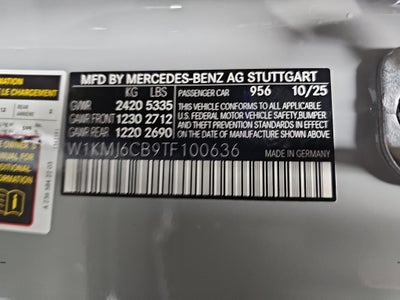 MFD BY MERCEDES-BENZ AG STUTTGART
KG LBS
PASSENGER CAR 956 10/25
GVWR 2420 5335
GAWR FRONT 1230 2712
GAWR REAR 1220 2690
THIS VEHICLE CONFORMS TO ALL APPLICABLE
U.S. FEDERAL MOTOR VEHICLE SAFETY, BUMPER
AND THEFT PREVENTION STANDARDS IN EFFECT
ON THE DATE OF MANUFACTURE SHOWN ABOVE.
W1KMJ6CB9TF100636
MADE IN GERMANY